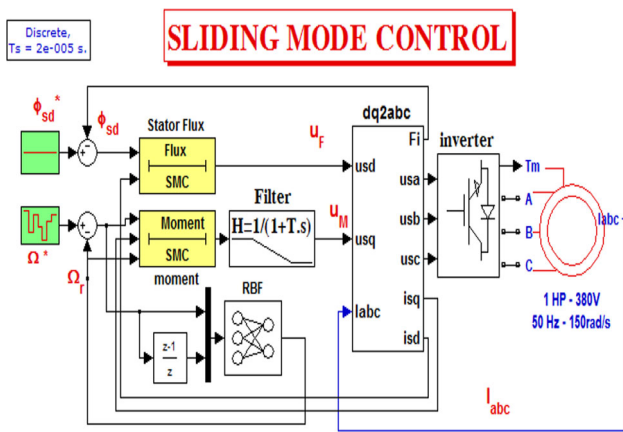 Discrete,
Ts = 2e-005 s.
SLIDING MODE CONTROL
ϕsd*
ϕsd
Stator Flux
Flux
SMC
uF
dq2abc
Fi
usd
usa
usb
usc
usq
Iabc
isq
isd
inverter
Tm
A
B
C
Iabc
1 HP - 380V
50 Hz - 150rad/s
Ω*
Ωr
Moment
SMC
moment
Filter
H=1/(1+T.s)
uM
RBF
z-1
z
Iabc